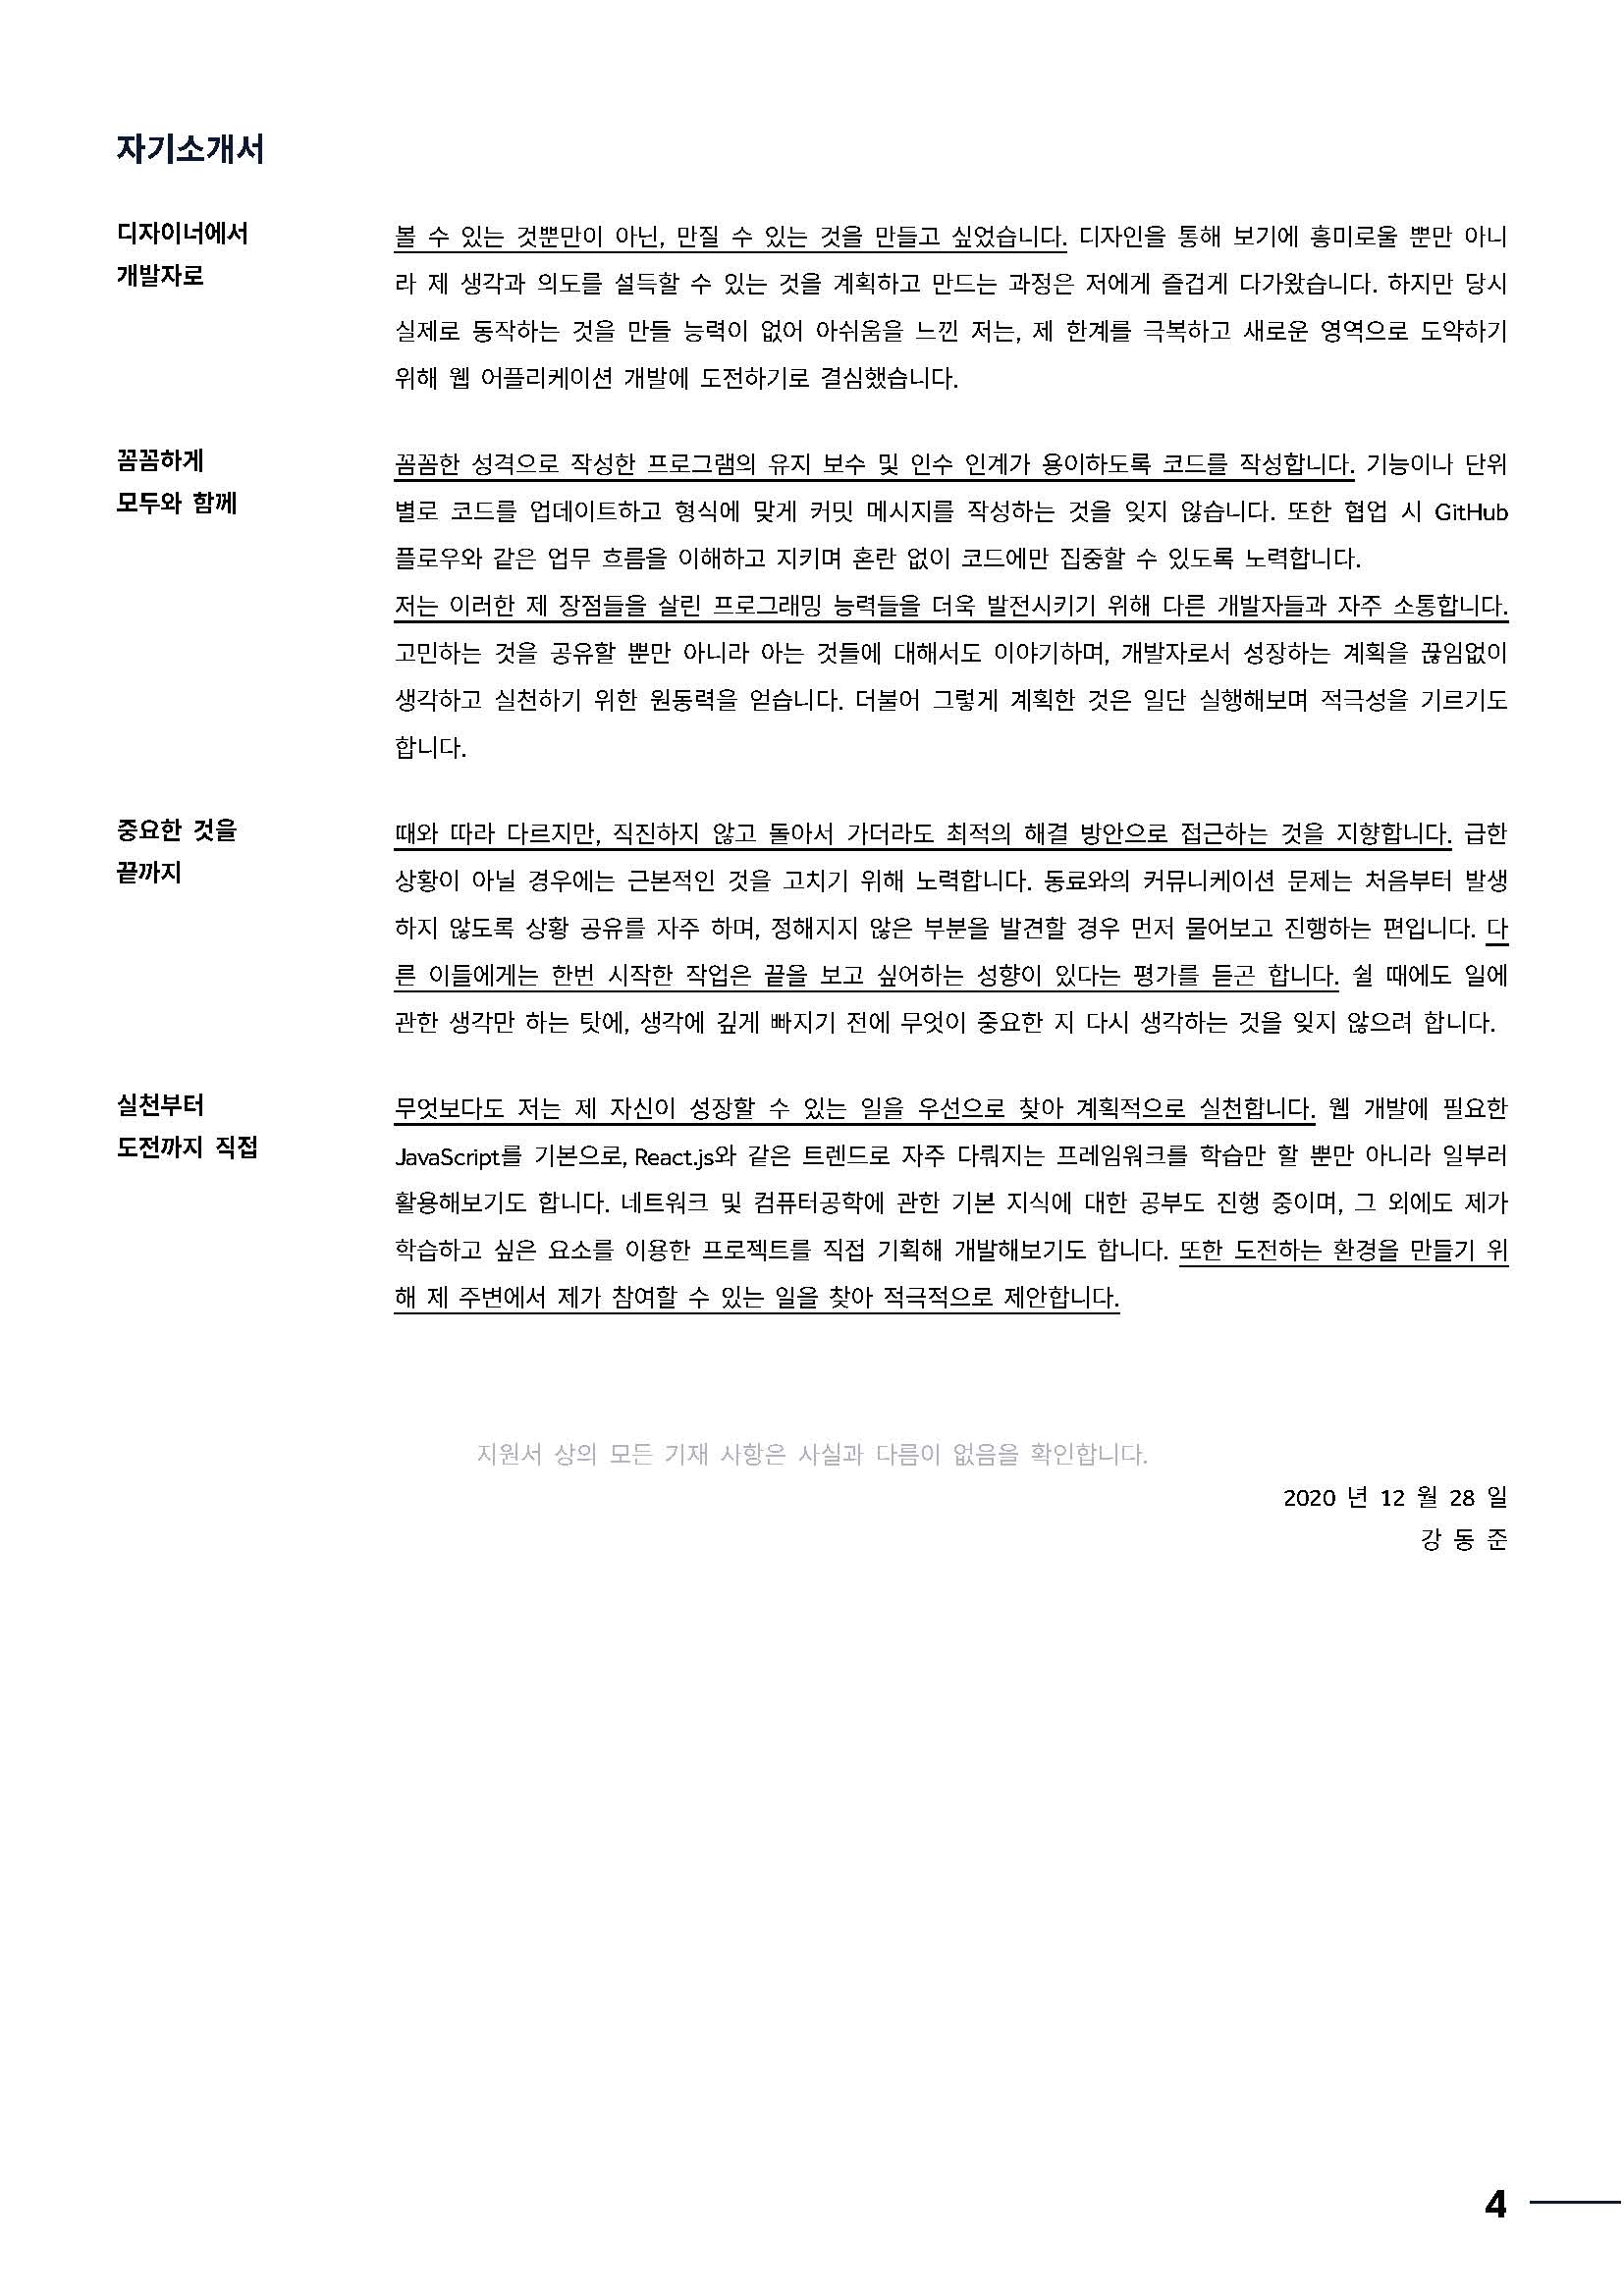 자기소개서
디자이너에서
개발자로
볼 수 있는 것뿐만이 아닌, 만질 수 있는 것을 만들고 싶었습니다. 디자인을 통해 보기에 흥미로울 뿐만 아니
라 제 생각과 의도를 설득할 수 있는 것을 계획하고 만드는 과정은 저에게 즐겁게 다가왔습니다. 하지만 당시
실제로 동작하는 것을 만들 능력이 없어 아쉬움을 느낀 저는, 제 한계를 극복하고 새로운 영역으로 도약하기
위해 웹 어플리케이션 개발에 도전하기로 결심했습니다.
꼼꼼하게
모두와 함께
꼼꼼한 성격으로 작성한 프로그램의 유지 보수 및 인수 인계가 용이하도록 코드를 작성합니다. 기능이나 단위
별로 코드를 업데이트하고 형식에 맞게 커밋 메시지를 작성하는 것을 잊지 않습니다. 또한 협업 시 GitHub
플로우와 같은 업무 흐름을 이해하고 지키며 혼란 없이 코드에만 집중할 수 있도록 노력합니다.
저는 이러한 제 장점들을 살린 프로그래밍 능력들을 더욱 발전시키기 위해 다른 개발자들과 자주 소통합니다.
고민하는 것을 공유할 뿐만 아니라 아는 것들에 대해서도 이야기하며, 개발자로서 성장하는 계획을 끊임없이
생각하고 실천하기 위한 원동력을 얻습니다. 더불어 그렇게 계획한 것은 일단 실행해보며 적극성을 기르기도
합니다.
중요한 것을
끝까지
때와 따라 다르지만, 직진하지 않고 돌아서 가더라도 최적의 해결 방안으로 접근하는 것을 지향합니다. 급한
상황이 아닐 경우에는 근본적인 것을 고치기 위해 노력합니다. 동료와의 커뮤니케이션 문제는 처음부터 발생
하지 않도록 상황 공유를 자주 하며, 정해지지 않은 부분을 발견할 경우 먼저 물어보고 진행하는 편입니다. 다
른 이들에게는 한번 시작한 작업은 끝을 보고 싶어하는 성향이 있다는 평가를 듣곤 합니다. 쉴 때에도 일에
관한 생각만 하는 탓에, 생각에 깊게 빠지기 전에 무엇이 중요한 지 다시 생각하는 것을 잊지 않으려 합니다.
실천부터
도전까지 직접
무엇보다도 저는 제 자신이 성장할 수 있는 일을 우선으로 찾아 계획적으로 실천합니다. 웹 개발에 필요한
JavaScript를 기본으로, React.js와 같은 트렌드로 자주 다뤄지는 프레임워크를 학습만 할 뿐만 아니라 일부러
활용해보기도 합니다. 네트워크 및 컴퓨터공학에 관한 기본 지식에 대한 공부도 진행 중이며, 그 외에도 제가
학습하고 싶은 요소를 이용한 프로젝트를 직접 기획해 개발해보기도 합니다. 또한 도전하는 환경을 만들기 위
해 제 주변에서 제가 참여할 수 있는 일을 찾아 적극적으로 제안합니다.
지원서 상의 모든 기재 사항은 사실과 다름이 없음을 확인합니다.
2020 년 12 월 28 일
강 동 준
4